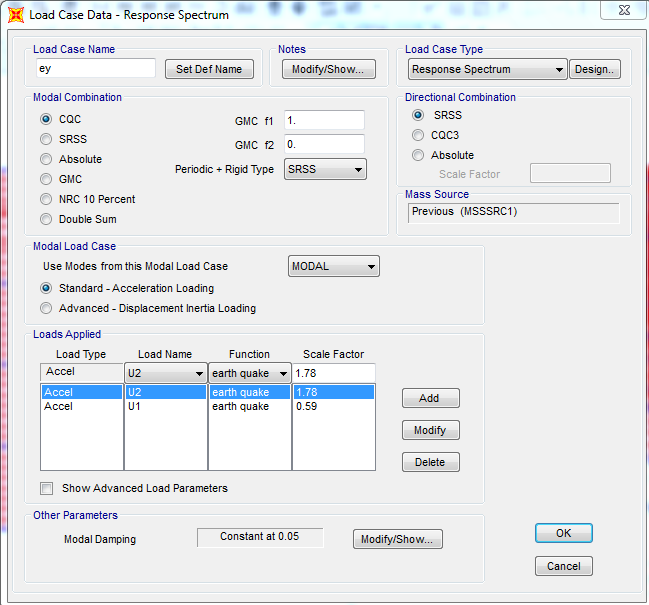 Load Case Data - Response Spectrum
Load Case Name
ey
Set Def Name
Notes
Modify/Show...
Load Case Type
Response Spectrum
Design..
Modal Combination
CQC
SRSS
Absolute
GMC
NRC 10 Percent
Double Sum
GMC f1
1.
GMC f2
0.
Periodic + Rigid Type
SRSS
Directional Combination
SRSS
CQC3
Absolute
Scale Factor
Mass Source
Previous (MSSSRC1)
Modal Load Case
Use Modes from this Modal Load Case
MODAL
Standard - Acceleration Loading
Advanced - Displacement Inertia Loading
Loads Applied
Load Type Load Name Function Scale Factor
Accel U2 earth quake 1.78
Accel U2 earth quake 1.78
Accel U1 earth quake 0.59
Add
Modify
Delete
Show Advanced Load Parameters
Other Parameters
Modal Damping
Constant at 0.05
Modify/Show...
OK
Cancel